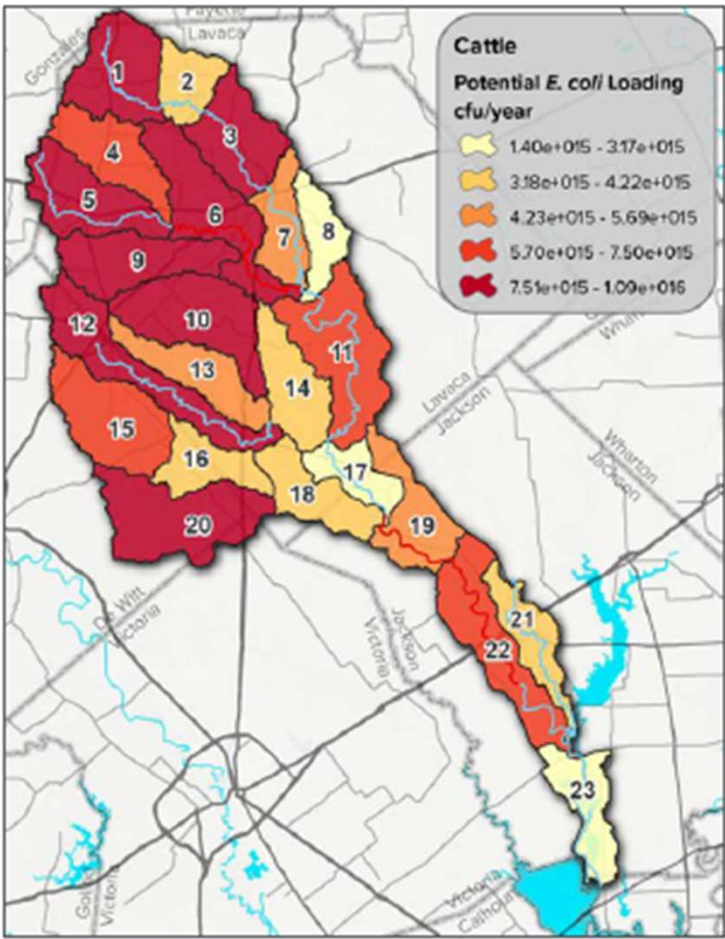 Fayette
Lavaca
Gonzales
Cattle
Potential E. coli Loading
cfu/year
1.40e+015 - 3.17e+015
3.18e+015 - 4.22e+015
4.23e+015 - 5.69e+015
5.70e+015 - 7.50e+015
7.51e+015 - 1.09e+016
1
2
3
4
5
6
7
8
9
10
11
12
13
14
15
16
17
18
19
20
21
22
23
Lavaca
Jackson
Wharton
Jackson
De Witt
Victoria
Jackson
Victoria
Victoria
Victoria
Calhoun